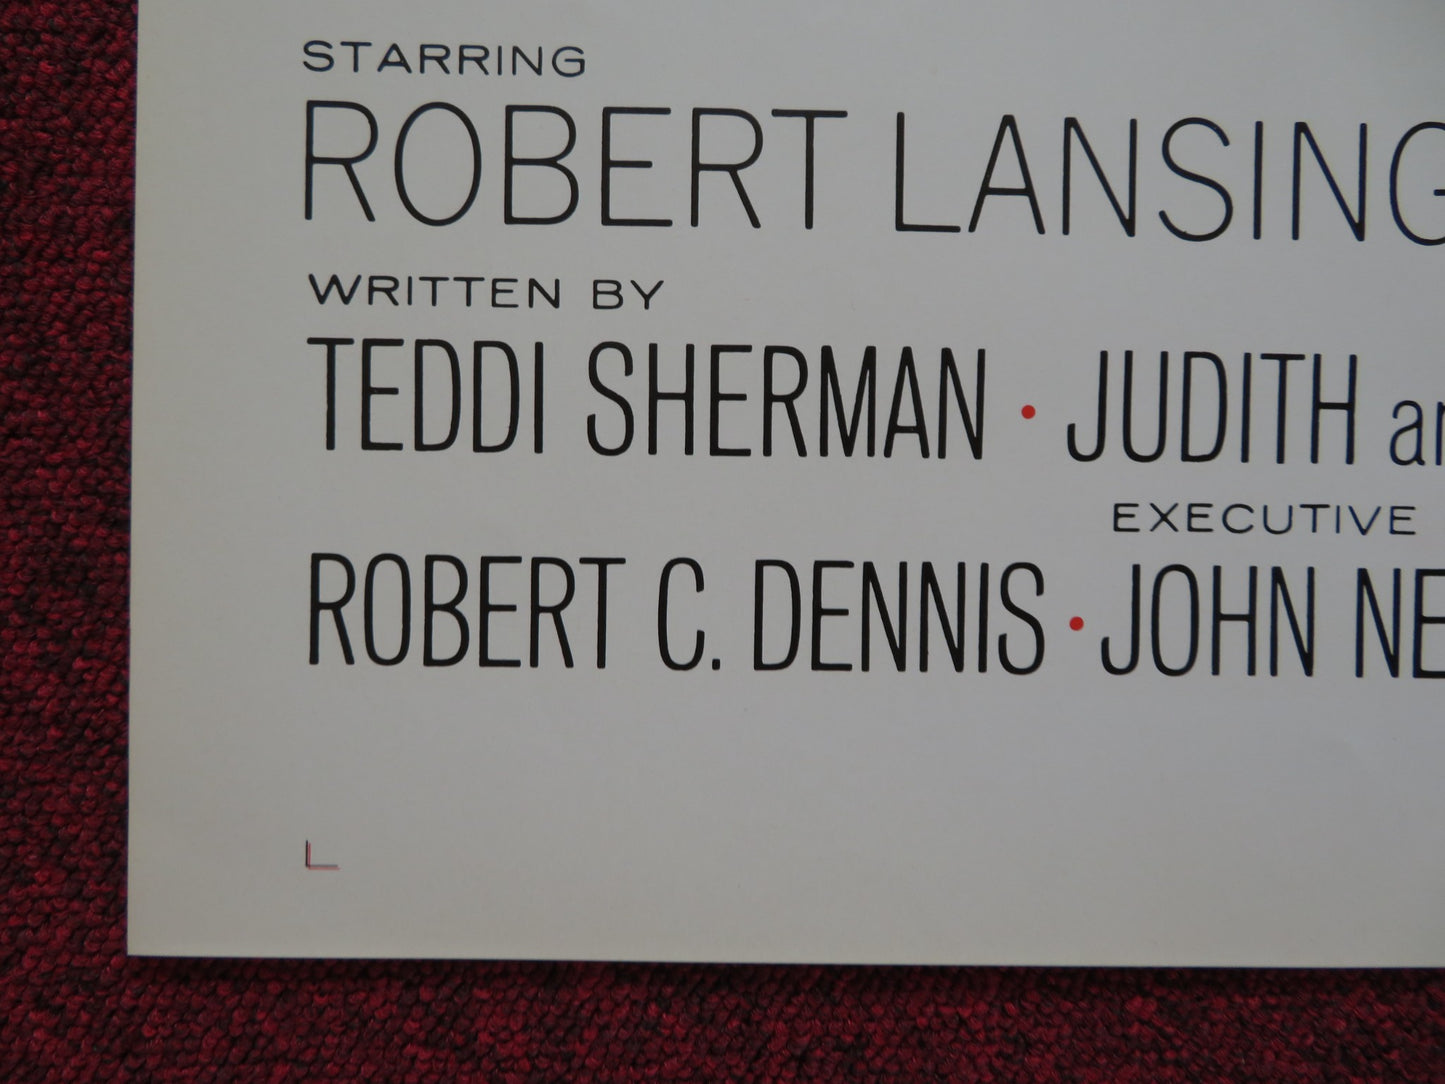 STARRING
ROBERT LANSING
WRITTEN BY
TEDDI SHERMAN • JUDITH
EXECUTIVE
ROBERT C. DENNIS • JOHN